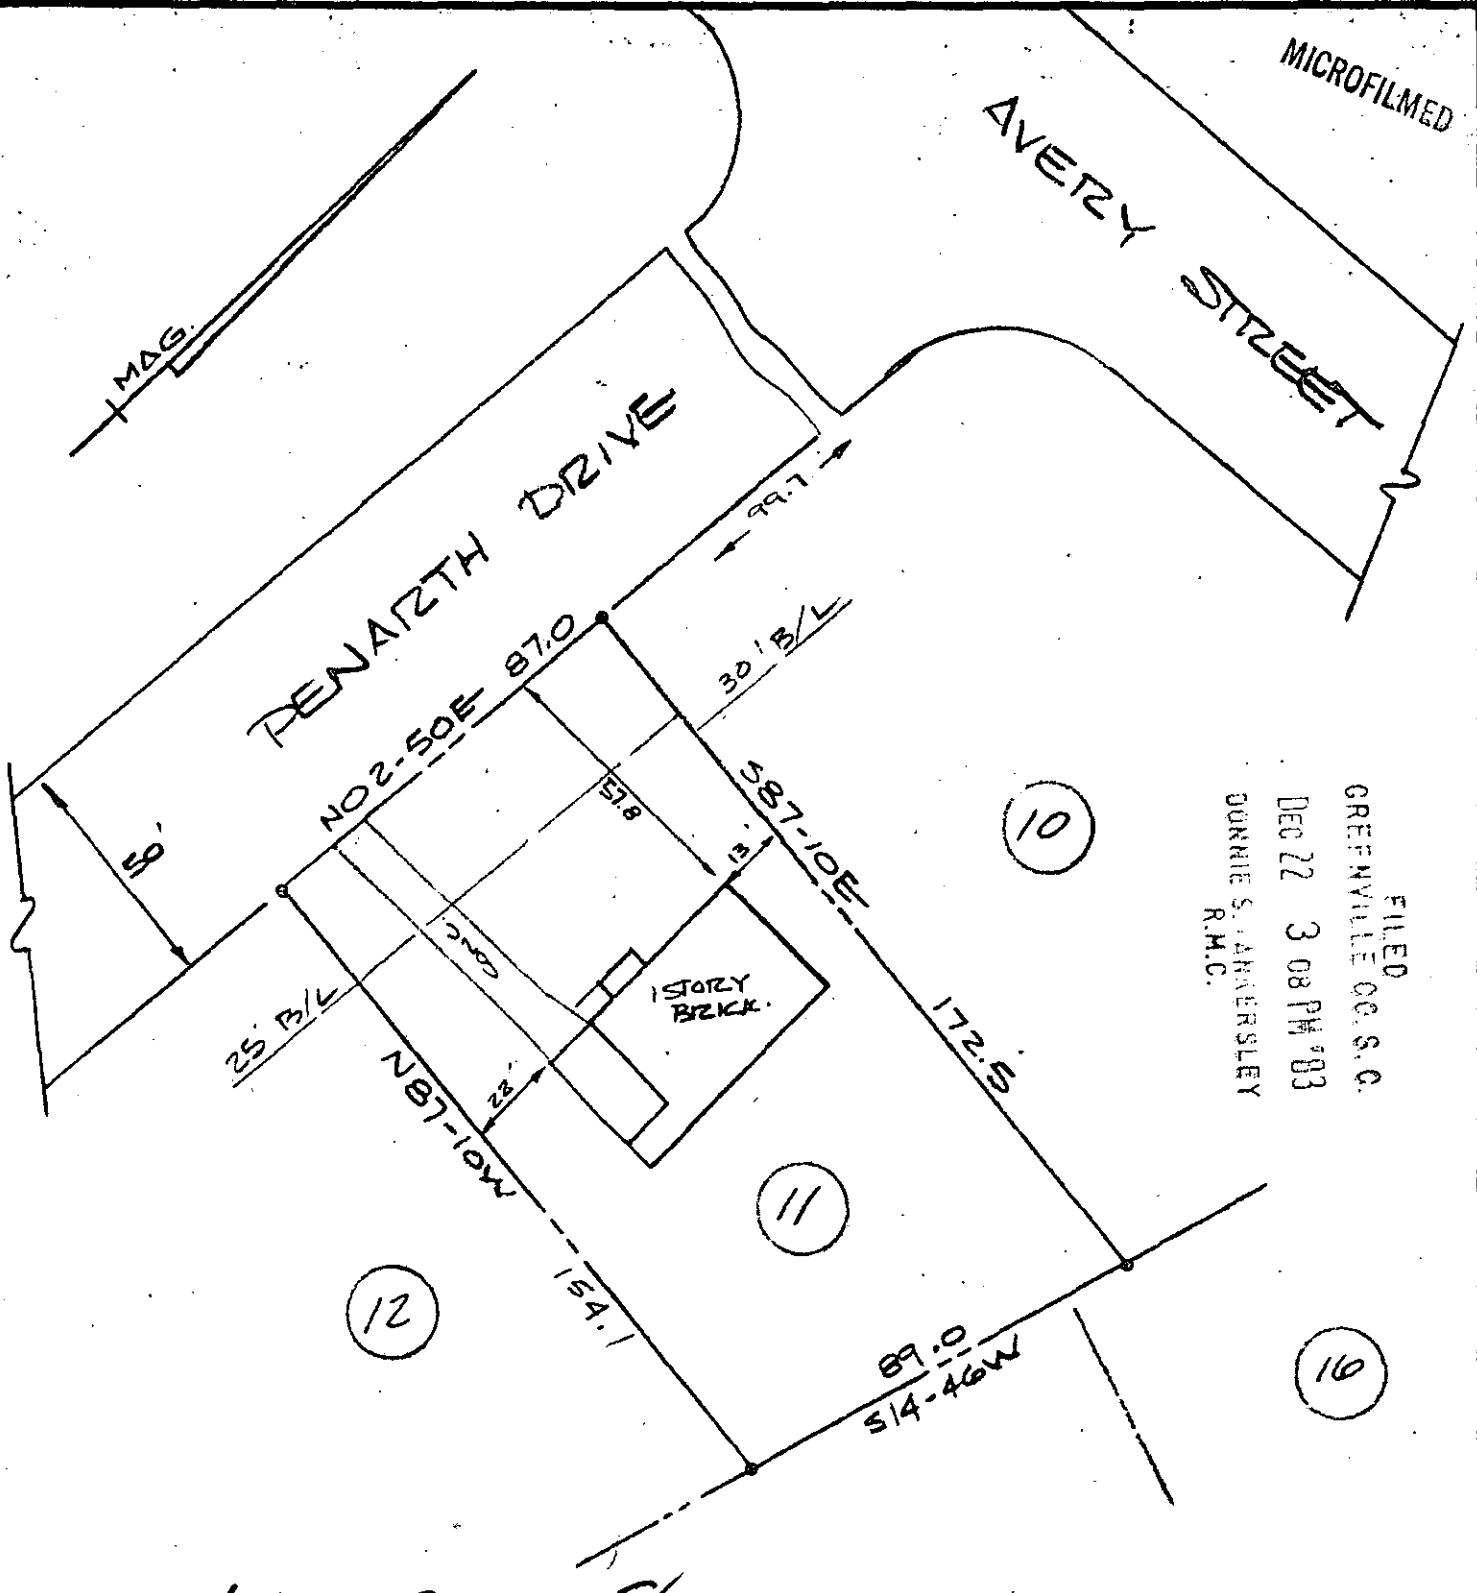 MICROFILMED
AVERY STREET
MAG.
PENARTH DRIVE
99.7
30' B/L
N02-50E 87.0
50'
57.8
S87-10E
172.5
13'
CONC
1 STORY
BRICK.
25' B/L
22'
N87-10W
154.1
10
11
12
16
89.0
S14-46W
FILED
GREENVILLE CO. S. C.
DEC 22 3 08 PM '83
DONNIE S. TANKERSLEY
R.M.C.